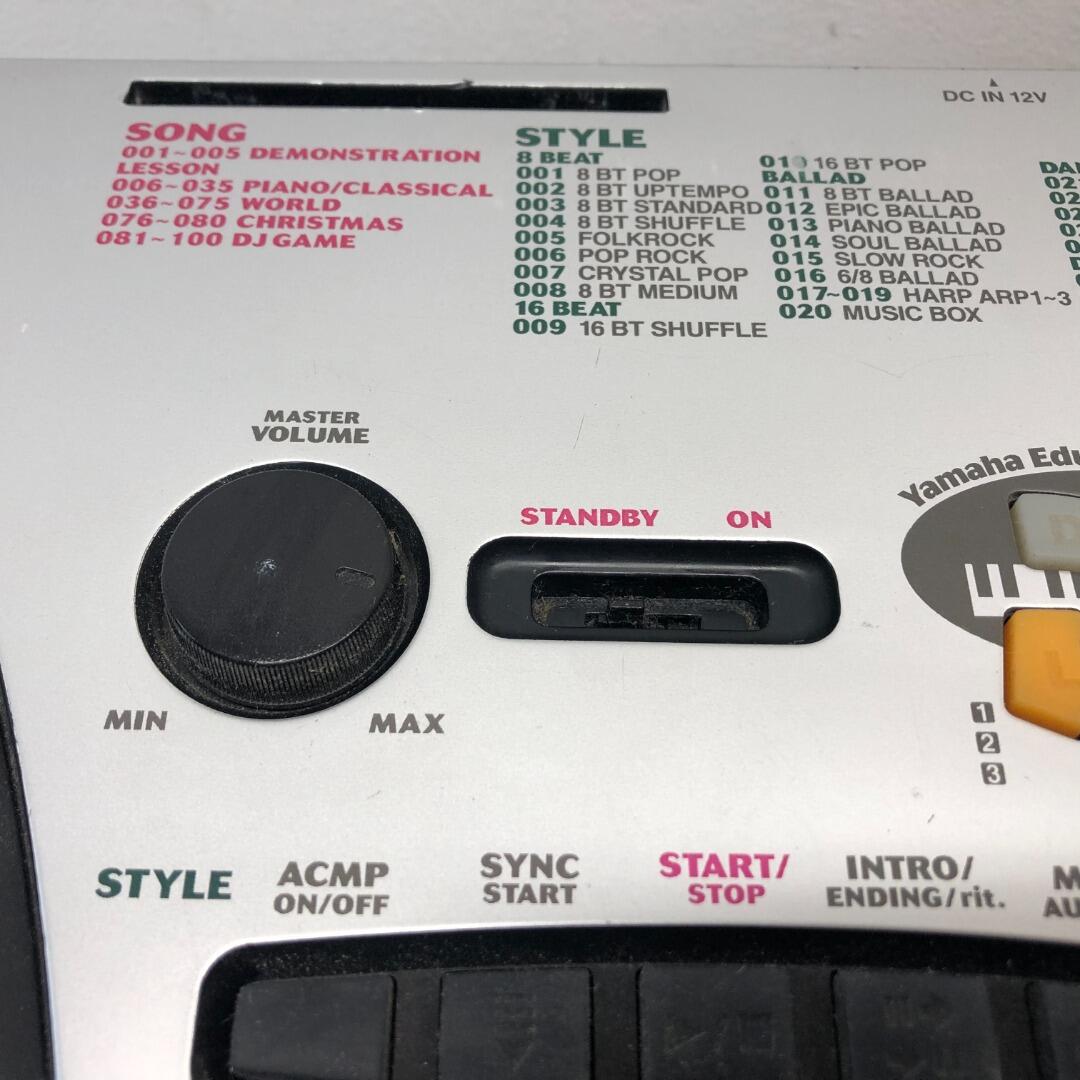 DC IN 12V
SONG
001~005 DEMONSTRATION
LESSON
006~035 PIANO/CLASSICAL
036~075 WORLD
076~080 CHRISTMAS
081~100 DJ GAME
STYLE
8 BEAT
001 8 BT POP
002 8 BT UPTEMPO
003 8 BT STANDARD
004 8 BT SHUFFLE
005 FOLKROCK
006 POP ROCK
007 CRYSTAL POP
008 8 BT MEDIUM
16 BEAT
009 16 BT SHUFFLE
010 16 BT POP
BALLAD
011 8 BT BALLAD
012 EPIC BALLAD
013 PIANO BALLAD
014 SOUL BALLAD
015 SLOW ROCK
016 6/8 BALLAD
017~019 HARP ARP1~3
020 MUSIC BOX
MASTER
VOLUME
MIN MAX
STANDBY ON
Yamaha Edu
1
2
3
STYLE
ACMP
ON/OFF
SYNC
START
START/
STOP
INTRO/
ENDING/rit.